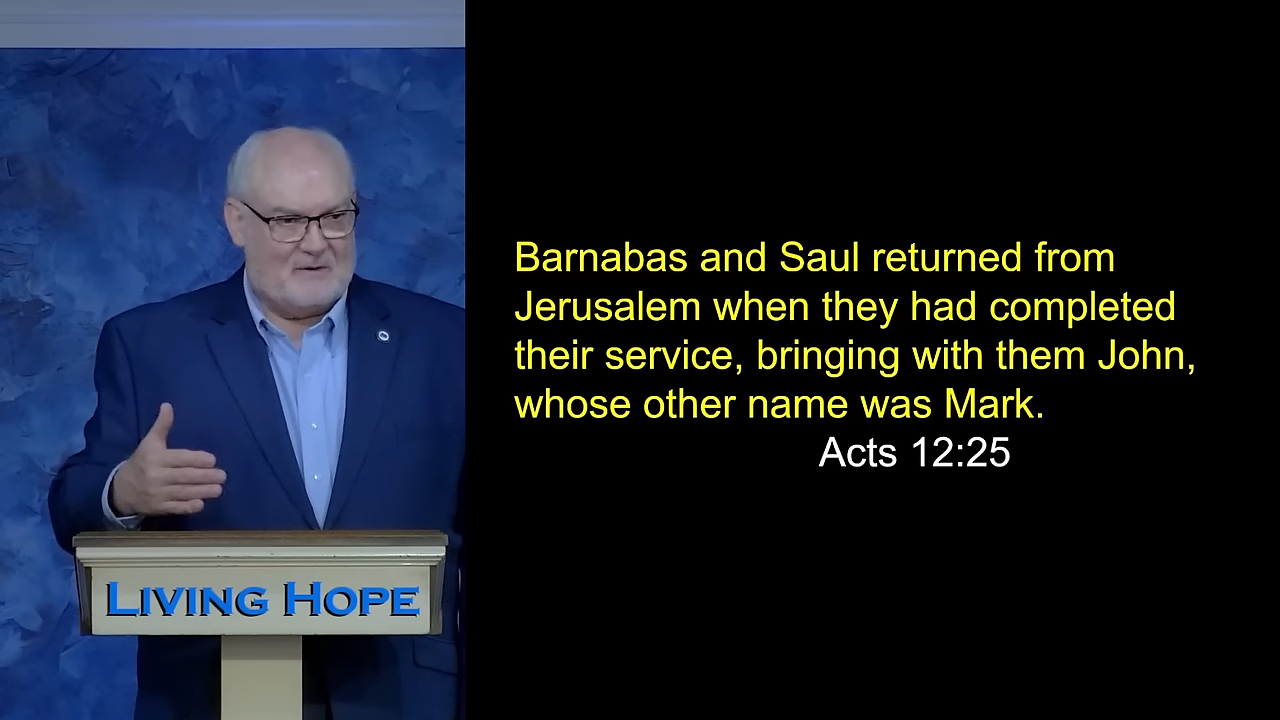 Barnabas and Saul returned from
Jerusalem when they had completed
their service, bringing with them John,
whose other name was Mark.
Acts 12:25
LIVING HOPE